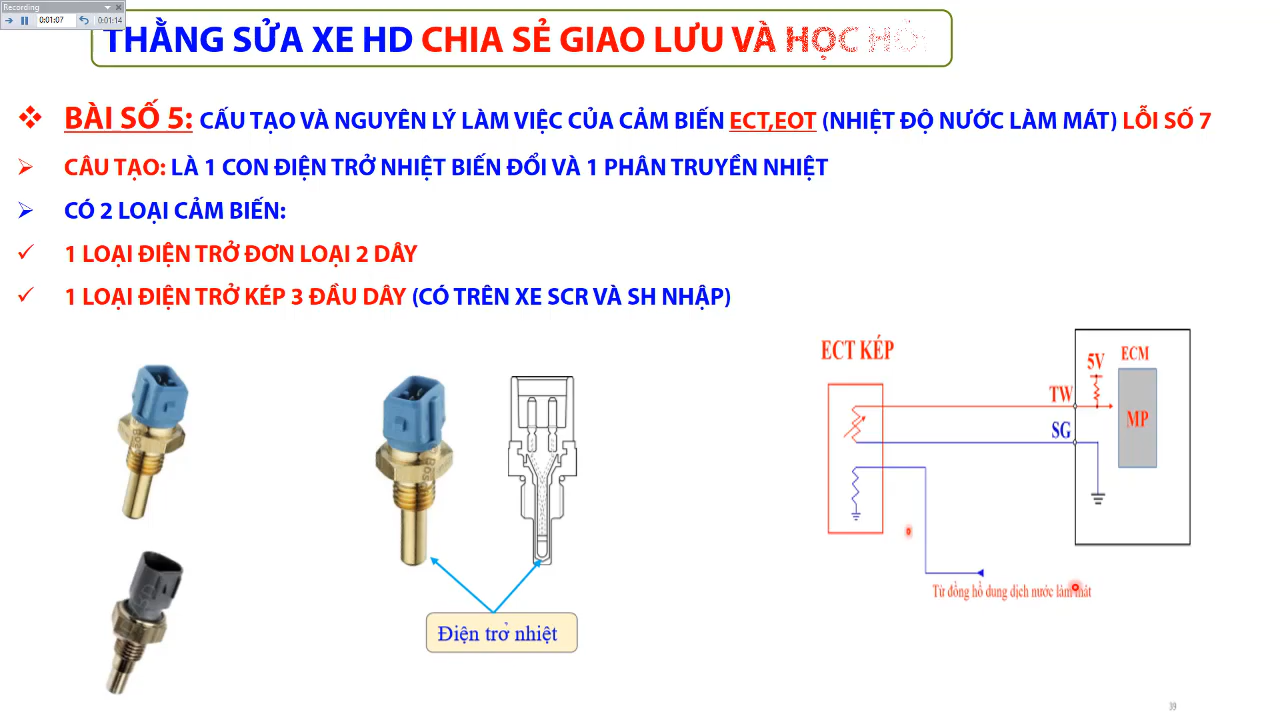 Recording
0:01:07
0:01:14
THẰNG SỬA XE HD CHIA SẺ GIAO LƯU VÀ HỌC HỎI
❖ BÀI SỐ 5: CẤU TẠO VÀ NGUYÊN LÝ LÀM VIỆC CỦA CẢM BIẾN ECT,EOT (NHIỆT ĐỘ NƯỚC LÀM MÁT) LỖI SỐ 7
➢ CÂU TẠO: LÀ 1 CON ĐIỆN TRỞ NHIỆT BIẾN ĐỔI VÀ 1 PHÂN TRUYỀN NHIỆT
➢ CÓ 2 LOẠI CẢM BIẾN:
✓ 1 LOẠI ĐIỆN TRỞ ĐƠN LOẠI 2 DÂY
✓ 1 LOẠI ĐIỆN TRỞ KÉP 3 ĐẦU DÂY (CÓ TRÊN XE SCR VÀ SH NHẬP)
ECT KÉP
ECM
5V
TW
MP
SG
Từ đồng hồ dung dịch nước làm mát
Điện trở nhiệt
39